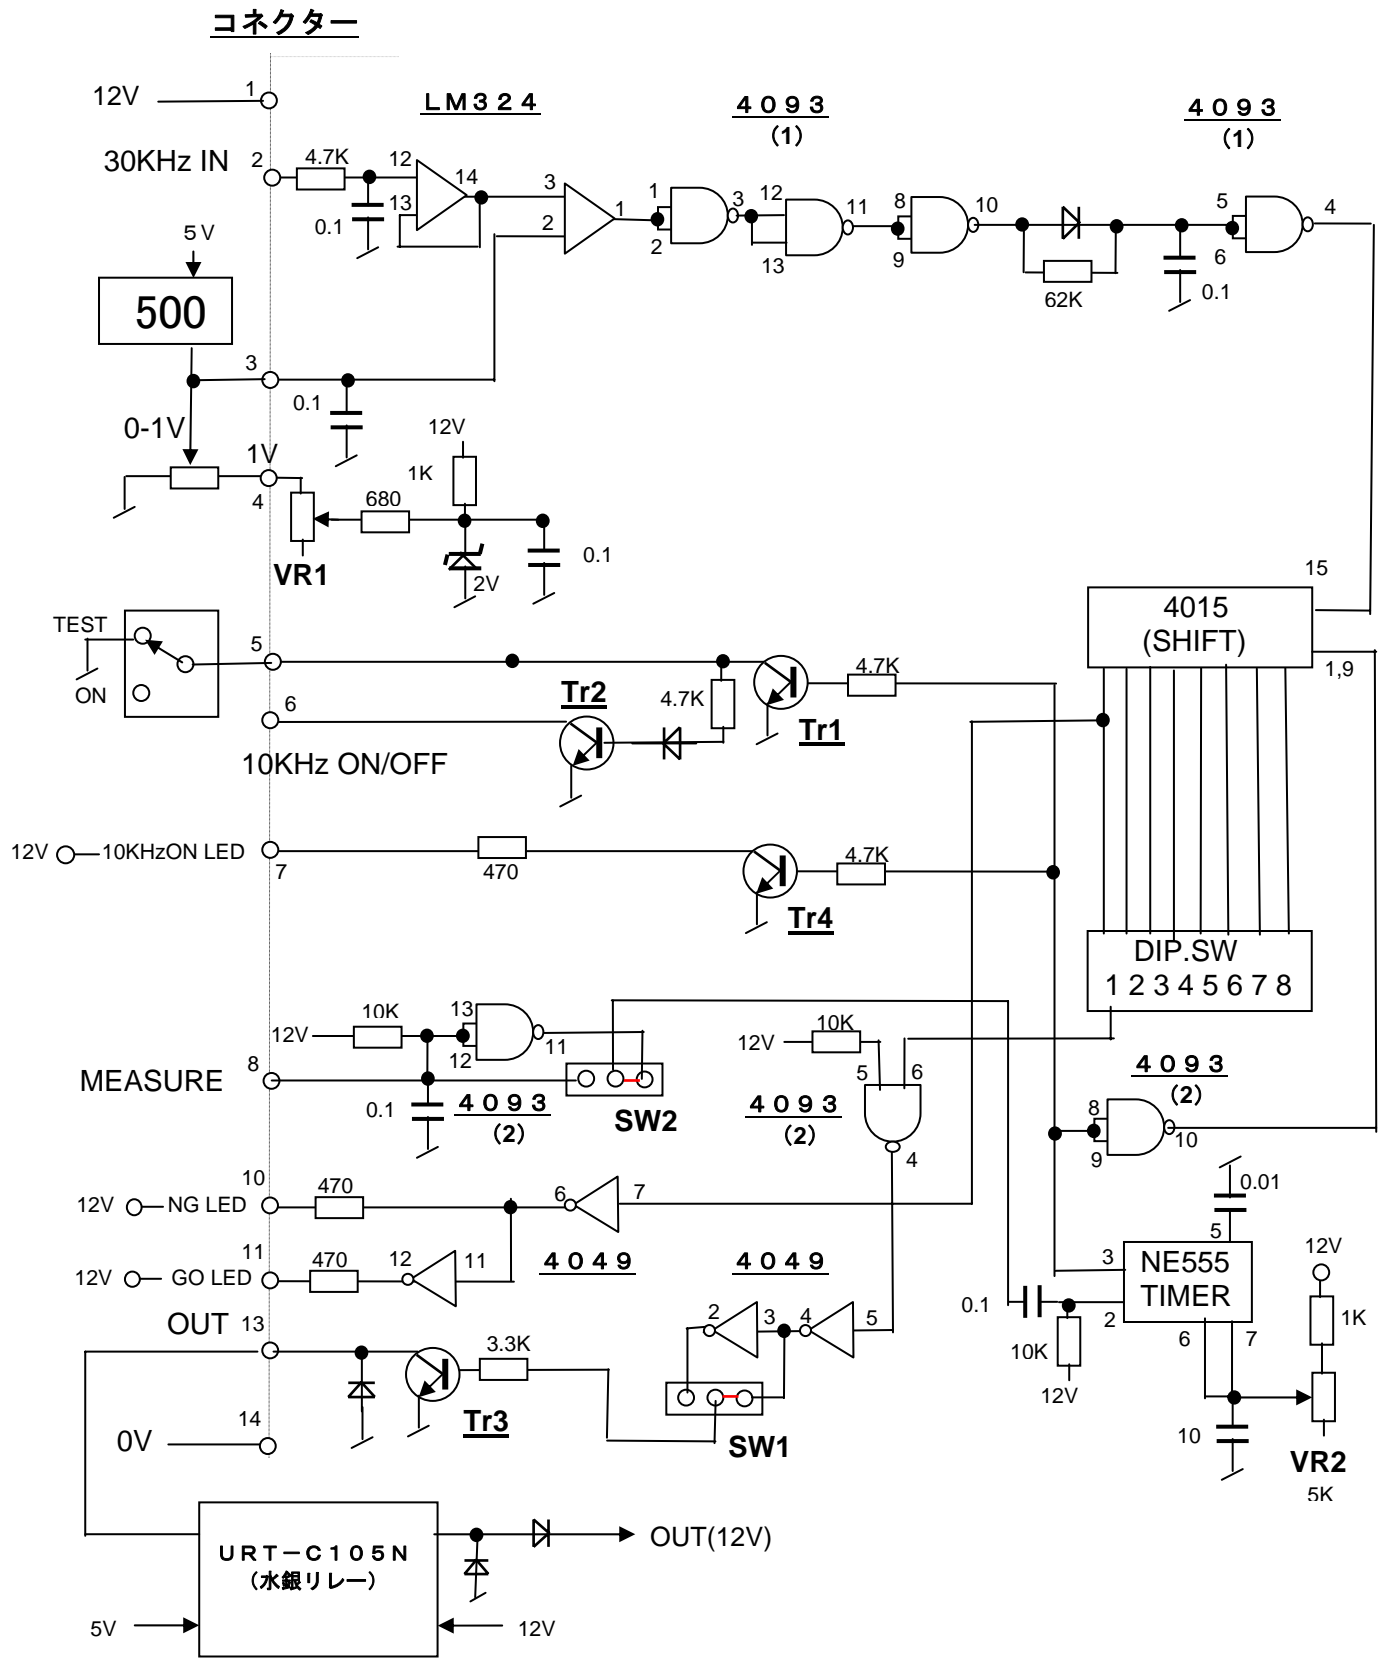 コネクター
12V
1
LM324
4093
(1)
4093
(1)
30KHz IN
2
4.7K
12
13
14
0.1
3
2
1
1
2
3
12
13
11
8
9
10
62K
0.1
5
6
4
5V
500
3
0.1
0-1V
1V
4
12V
1K
680
2V
0.1
VR1
15
4015
(SHIFT)
1,9
TEST
ON
5
6
Tr2
4.7K
4.7K
Tr1
10KHz ON/OFF
12V
10KHzON LED
7
470
4.7K
Tr4
DIP.SW
1 2 3 4 5 6 7 8
10K
13
12V
12
11
8
MEASURE
0.1
4093
(2)
SW2
10K
12V
5
6
4093
(2)
4
4093
(2)
8
9
10
10
12V
NG LED
470
6
7
11
12V
GO LED
470
12
11
4049
4049
0.01
5
3
NE555
TIMER
2
6
7
12V
1K
0.1
10K
12V
OUT
13
3.3K
2
3
4
5
Tr3
SW1
10
VR2
5K
14
0V
URT-C105N
(水銀リレー)
OUT(12V)
5V
12V